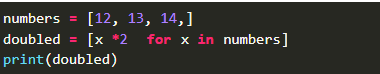 numbers = [12, 13, 14,]
doubled = [x *2  for x in numbers]
print(doubled)